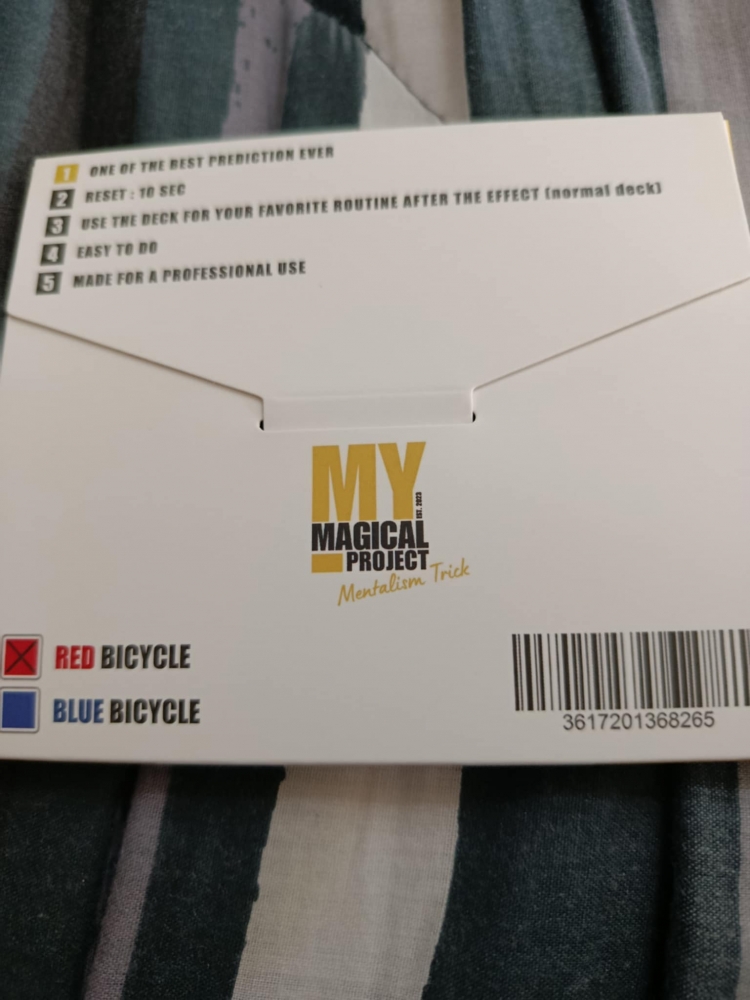 1 ONE OF THE BEST PREDICTION EVER
2 RESET : 10 SEC
3 USE THE DECK FOR YOUR FAVORITE ROUTINE AFTER THE EFFECT (normal deck)
4 EASY TO DO
5 MADE FOR A PROFESSIONAL USE
MY
EST. 2023
MAGICAL
PROJECT
Mentalism Trick
RED BICYCLE
BLUE BICYCLE
3617201368265